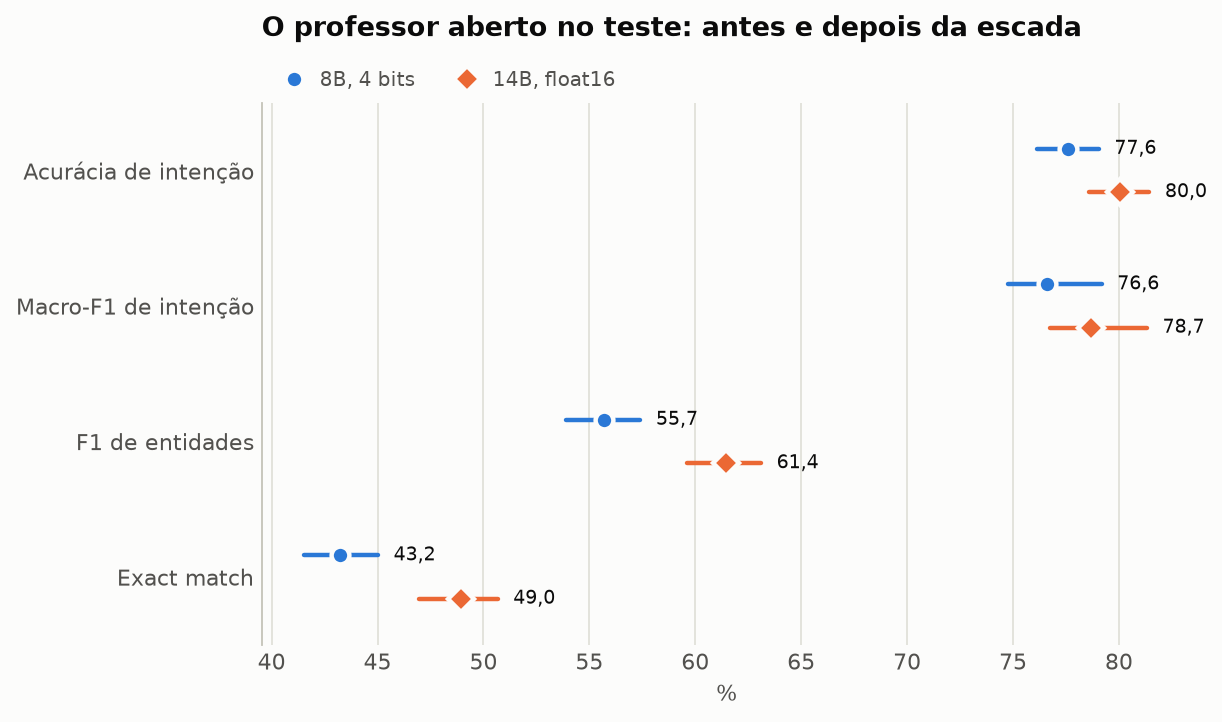 O professor aberto no teste: antes e depois da escada
8B, 4 bits
14B, float16
Acurácia de intenção
77,6
80,0
Macro-F1 de intenção
76,6
78,7
F1 de entidades
55,7
61,4
Exact match
43,2
49,0
40 45 50 55 60 65 70 75 80
%